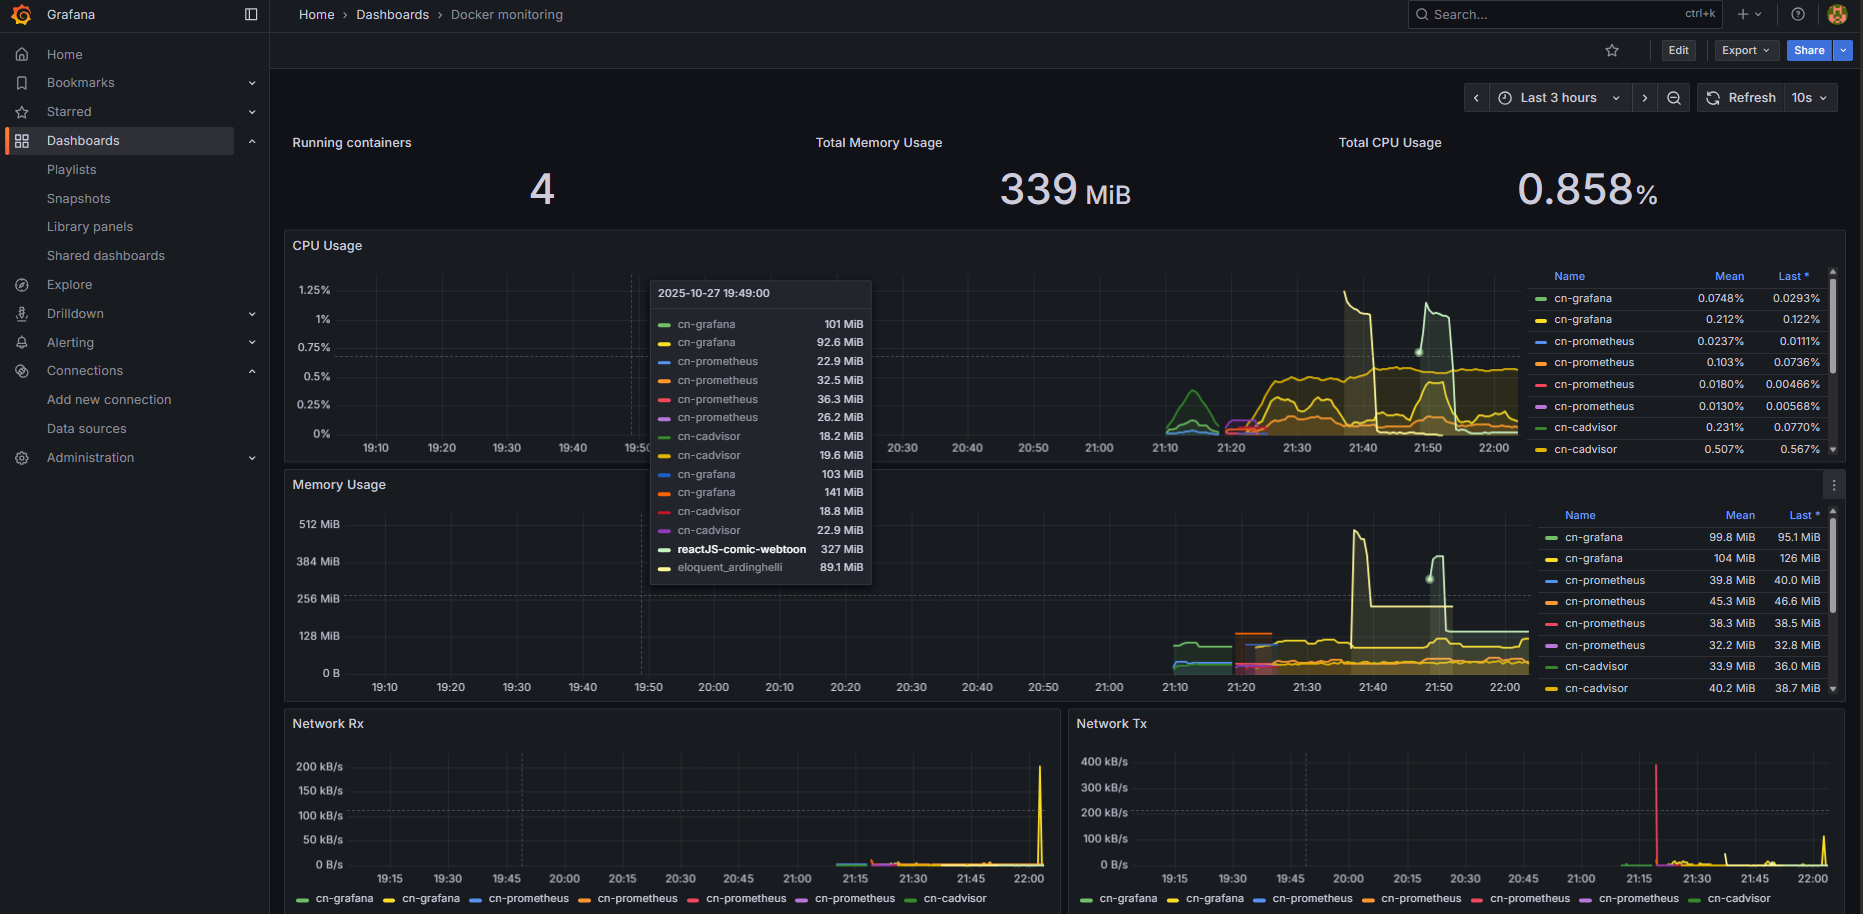 Grafana
Home › Dashboards › Docker monitoring
Search... ctrl+k
Home
Bookmarks
Starred
Dashboards
Playlists
Snapshots
Library panels
Shared dashboards
Explore
Drilldown
Alerting
Connections
Add new connection
Data sources
Administration
Edit Export Share
Last 3 hours Refresh 10s
Running containers
4
Total Memory Usage
339 MiB
Total CPU Usage
0.858%
CPU Usage
1.25%
1%
0.75%
0.5%
0.25%
0%
19:10 19:20 19:30 19:40 19:50 20:30 20:40 20:50 21:00 21:10 21:20 21:30 21:40 21:50 22:00
Name Mean Last *
cn-grafana 0.0748% 0.0293%
cn-grafana 0.212% 0.122%
cn-prometheus 0.0237% 0.0111%
cn-prometheus 0.103% 0.0736%
cn-prometheus 0.0180% 0.00466%
cn-prometheus 0.0130% 0.00568%
cn-cadvisor 0.231% 0.0770%
cn-cadvisor 0.507% 0.567%
2025-10-27 19:49:00
cn-grafana 101 MiB
cn-grafana 92.6 MiB
cn-prometheus 22.9 MiB
cn-prometheus 32.5 MiB
cn-prometheus 36.3 MiB
cn-prometheus 26.2 MiB
cn-cadvisor 18.2 MiB
cn-cadvisor 19.6 MiB
cn-grafana 103 MiB
cn-grafana 141 MiB
cn-cadvisor 18.8 MiB
cn-cadvisor 22.9 MiB
reactJS-comic-webtoon 327 MiB
eloquent_ardinghelli 89.1 MiB
Memory Usage
512 MiB
384 MiB
256 MiB
128 MiB
0 B
19:10 19:20 19:30 19:40 19:50 20:00 20:10 20:20 20:30 20:40 20:50 21:00 21:10 21:20 21:30 21:40 21:50 22:00
Name Mean Last *
cn-grafana 99.8 MiB 95.1 MiB
cn-grafana 104 MiB 126 MiB
cn-prometheus 39.8 MiB 40.0 MiB
cn-prometheus 45.3 MiB 46.6 MiB
cn-prometheus 38.3 MiB 38.5 MiB
cn-prometheus 32.2 MiB 32.8 MiB
cn-cadvisor 33.9 MiB 36.0 MiB
cn-cadvisor 40.2 MiB 38.7 MiB
Network Rx
200 kB/s
150 kB/s
100 kB/s
50 kB/s
0 B/s
19:15 19:30 19:45 20:00 20:15 20:30 20:45 21:00 21:15 21:30 21:45 22:00
cn-grafana cn-grafana cn-prometheus cn-prometheus cn-prometheus cn-prometheus cn-cadvisor
Network Tx
400 kB/s
300 kB/s
200 kB/s
100 kB/s
0 B/s
19:15 19:30 19:45 20:00 20:15 20:30 20:45 21:00 21:15 21:30 21:45 22:00
cn-grafana cn-grafana cn-prometheus cn-prometheus cn-prometheus cn-prometheus cn-cadvisor